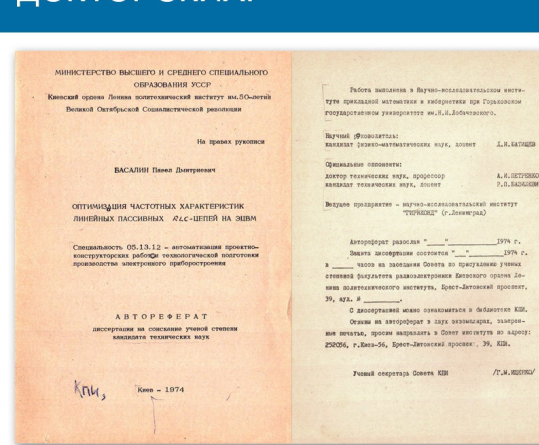 МИНИСТЕРСТВО ВЫСШЕГО И СРЕДНЕГО СПЕЦИАЛЬНОГО
ОБРАЗОВАНИЯ УССР
Киевский ордена Ленина политехнический институт им.50-летия
Великой Октябрьской Социалистической революции
На правах рукописи
БАСАЛИН Павел Дмитриевич
ОПТИМИЗАЦИЯ ЧАСТОТНЫХ ХАРАКТЕРИСТИК
ЛИНЕЙНЫХ ПАССИВНЫХ RLC-ЦЕПЕЙ НА ЭЦВМ
Специальность 05.13.12 – автоматизация проектно-
конструкторских работ и технологической подготовки
производства электронного приборостроения
АВТОРЕФЕРАТ
диссертации на соискание ученой степени
кандидата технических наук
КПИ,
Киев – 1974
Работа выполнена в Научно-исследовательском инсти-
туте прикладной математики и кибернетики при Горьковском
государственном университете им.Н.И.Лобачевского.
Научный руководитель:
кандидат физико-математических наук, доцент
Официальные оппоненты:
доктор технических наук, профессор А.И.ПЕТРЕНКО
кандидат технических наук, доцент
Ведущее предприятие – научно-исследовательский институт
"ГИРИКОНД" (г.Ленинград)
Автореферат разослан "____"__________1974 г.
Защита диссертации состоится "___"________1974 г.
в _____ часов на заседании Совета по присуждению ученых
степеней факультета радиоэлектроники Киевского ордена Ле-
нина политехнического института, Брест-Литовский проспект,
39, ауд. № ________.
С диссертацией можно ознакомиться в библиотеке КПИ.
Отзывы на автореферат в двух экземплярах, заверен-
ные печатью, просим направлять в Совет института по адресу:
252056, г.Киев-56, Брест-Литовский проспект, 39, КПИ.
Ученый секретарь Совета КПИ